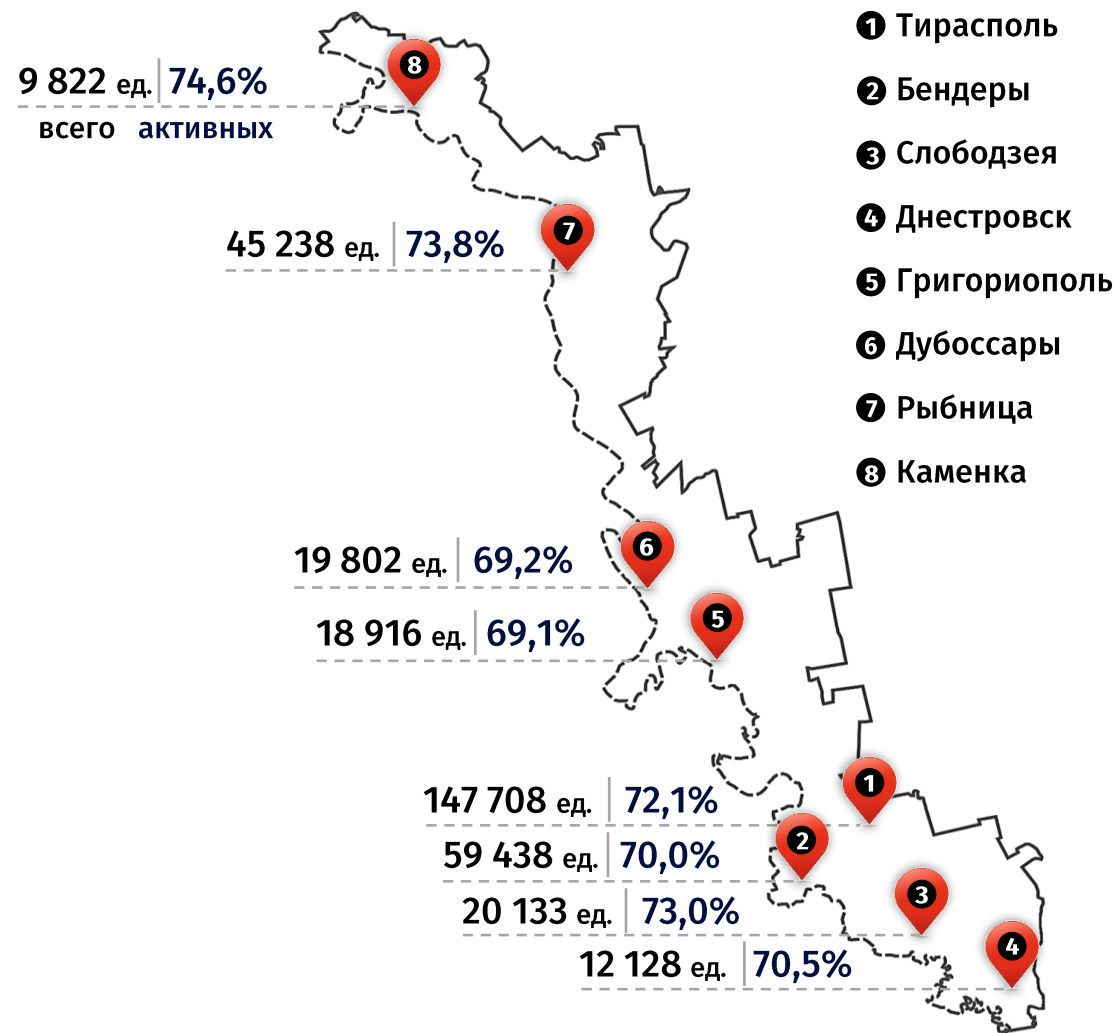 1 Тирасполь
2 Бендеры
3 Слободзея
4 Днестровск
5 Григориополь
6 Дубоссары
7 Рыбница
8 Каменка
8
9 822 ед. 74,6%
всего активных
7
45 238 ед. 73,8%
6
19 802 ед. 69,2%
5
18 916 ед. 69,1%
1
147 708 ед. 72,1%
2
59 438 ед. 70,0%
3
20 133 ед. 73,0%
4
12 128 ед. 70,5%